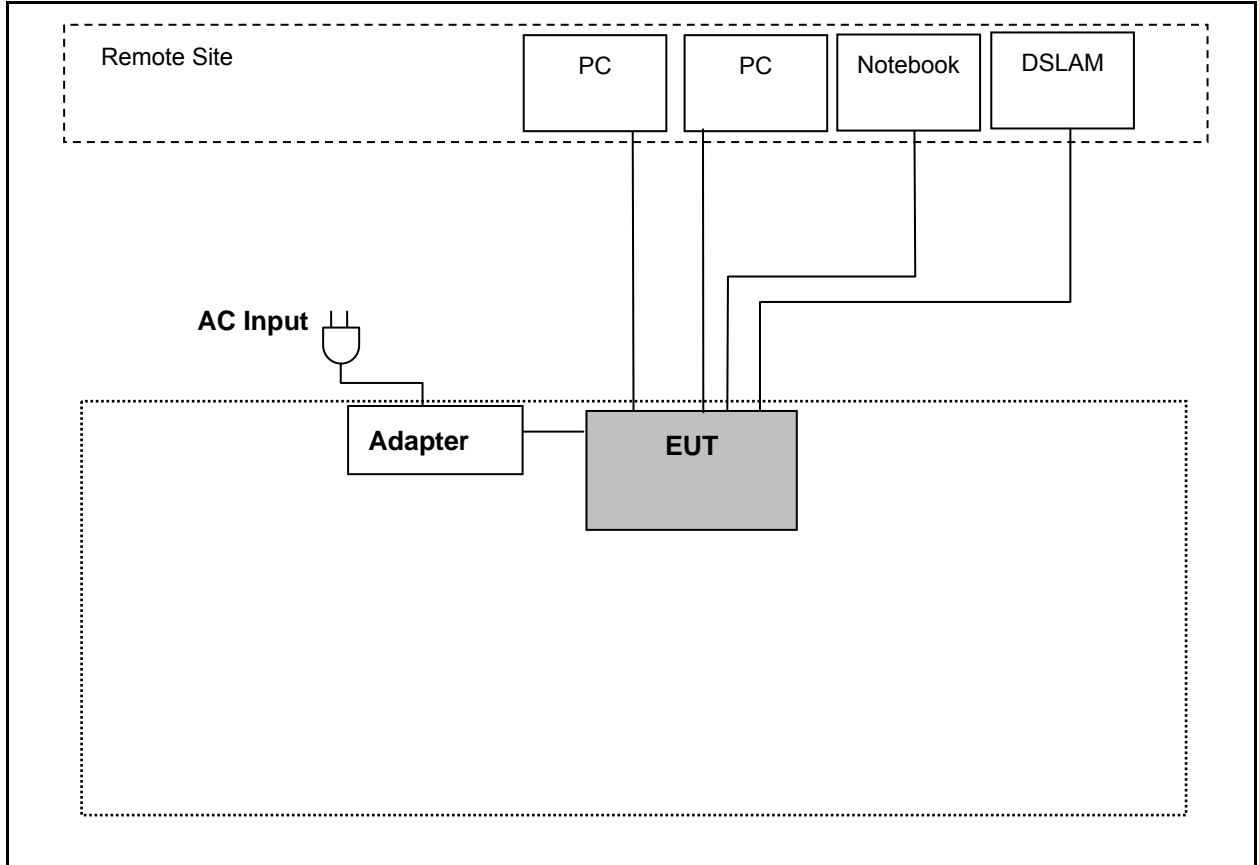 Remote Site
PC
PC
Notebook
DSLAM
AC Input
Adapter
EUT